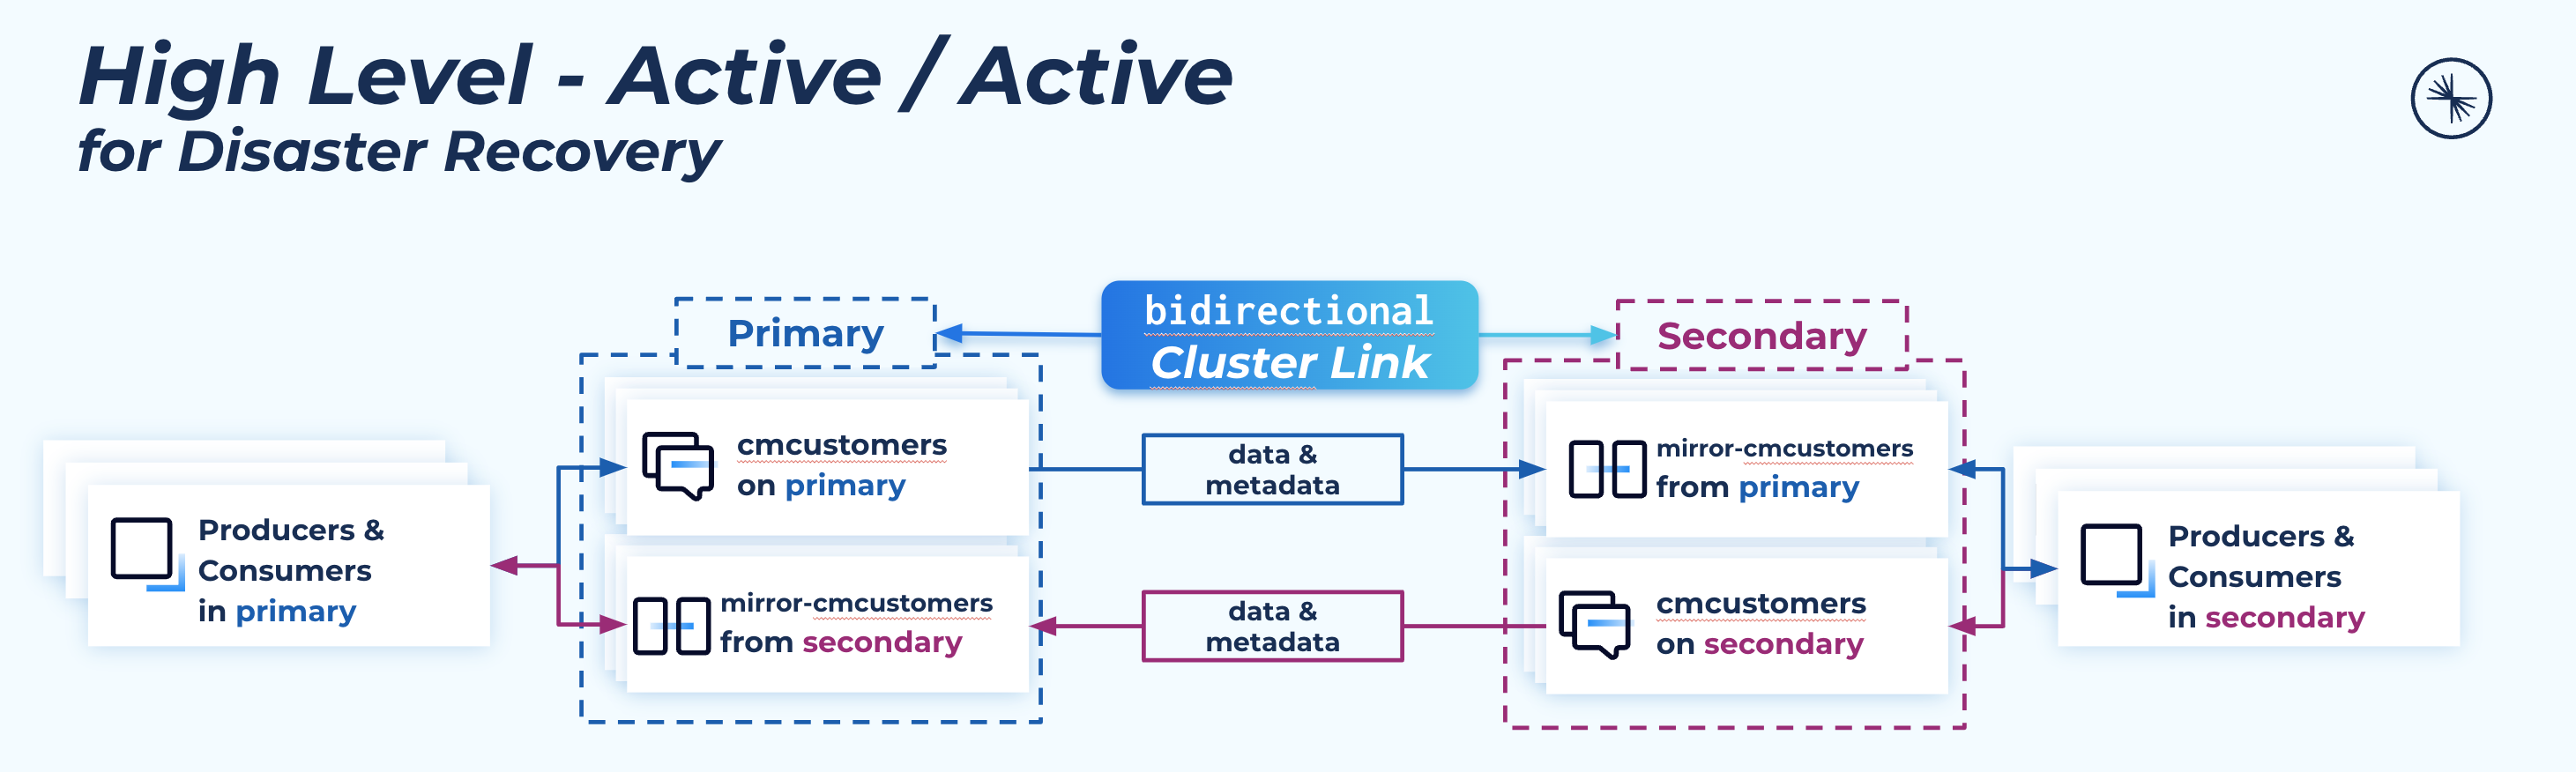 High Level - Active / Active
for Disaster Recovery
bidirectional
Cluster Link
Primary
Secondary
cmcustomers
on primary
data &
metadata
mirror-cmcustomers
from primary
Producers &
Consumers
in primary
Producers &
Consumers
in secondary
mirror-cmcustomers
from secondary
data &
metadata
cmcustomers
on secondary